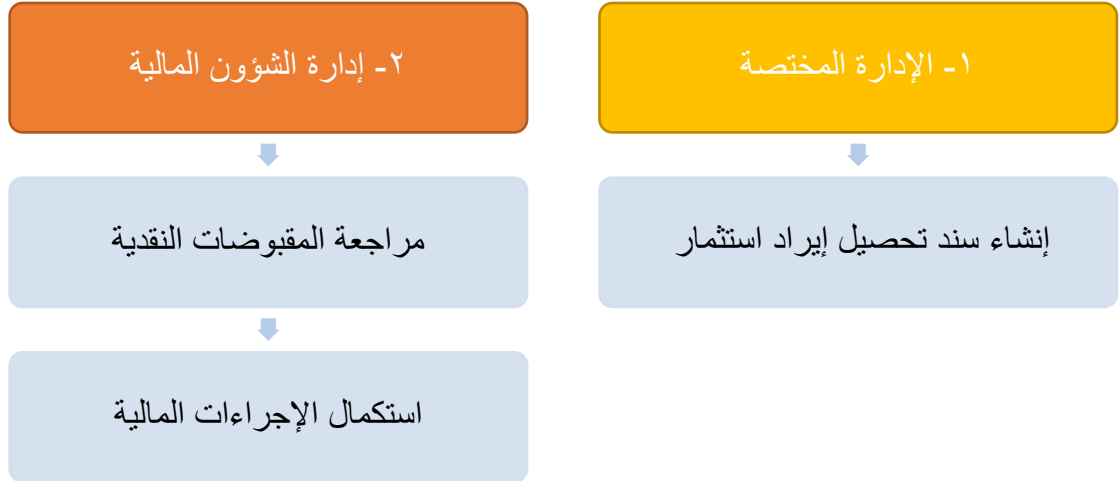 ١- الإدارة المختصة
إنشاء سند تحصيل إيراد استثمار
٢- إدارة الشؤون المالية
مراجعة المقبوضات النقدية
استكمال الإجراءات المالية